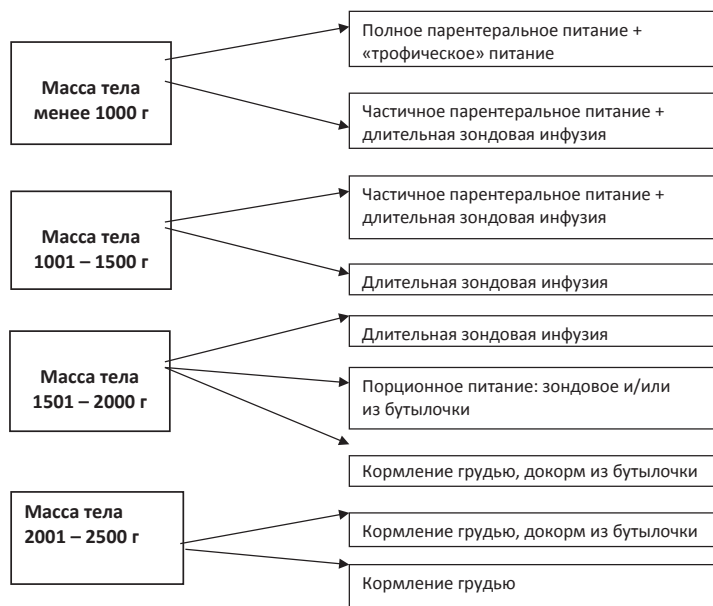 Масса тела
менее 1000 г
Полное парентеральное питание +
«трофическое» питание
Частичное парентеральное питание +
длительная зондовая инфузия
Масса тела
1001 – 1500 г
Частичное парентеральное питание +
длительная зондовая инфузия
Длительная зондовая инфузия
Масса тела
1501 – 2000 г
Длительная зондовая инфузия
Порционное питание: зондовое и/или
из бутылочки
Кормление грудью, докорм из бутылочки
Масса тела
2001 – 2500 г
Кормление грудью, докорм из бутылочки
Кормление грудью